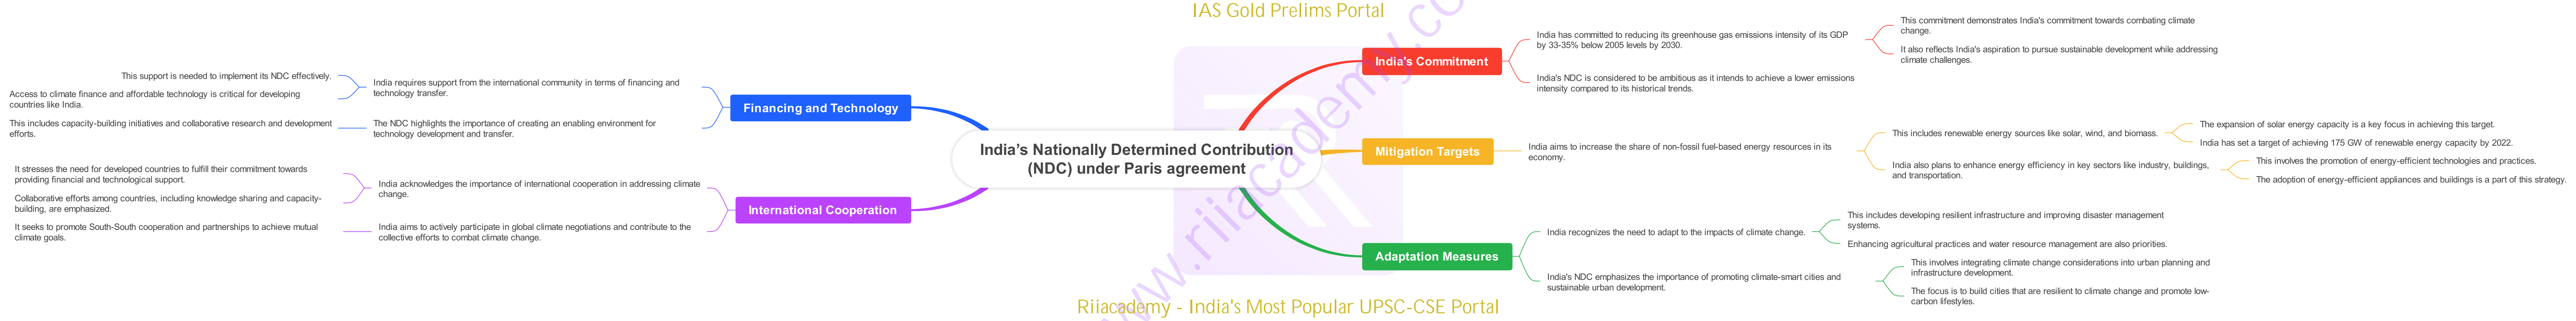 IAS Gold Prelims Portal
India's Nationally Determined Contribution
(NDC) under Paris agreement
India's Commitment
India has committed to reducing its greenhouse gas emissions intensity of its GDP
by 33-35% below 2005 levels by 2030.
This commitment demonstrates India's commitment towards combating climate
change.
It also reflects India's aspiration to pursue sustainable development while addressing
climate challenges.
India's NDC is considered to be ambitious as it intends to achieve a lower emissions
intensity compared to its historical trends.
Mitigation Targets
India aims to increase the share of non-fossil fuel-based energy resources in its
economy.
This includes renewable energy sources like solar, wind, and biomass.
The expansion of solar energy capacity is a key focus in achieving this target.
India has set a target of achieving 175 GW of renewable energy capacity by 2022.
India also plans to enhance energy efficiency in key sectors like industry, buildings,
and transportation.
This involves the promotion of energy-efficient technologies and practices.
The adoption of energy-efficient appliances and buildings is a part of this strategy.
Adaptation Measures
India recognizes the need to adapt to the impacts of climate change.
This includes developing resilient infrastructure and improving disaster management
systems.
Enhancing agricultural practices and water resource management are also priorities.
India's NDC emphasizes the importance of promoting climate-smart cities and
sustainable urban development.
This involves integrating climate change considerations into urban planning and
infrastructure development.
The focus is to build cities that are resilient to climate change and promote low-
carbon lifestyles.
Financing and Technology
India requires support from the international community in terms of financing and
technology transfer.
This support is needed to implement its NDC effectively.
Access to climate finance and affordable technology is critical for developing
countries like India.
The NDC highlights the importance of creating an enabling environment for
technology development and transfer.
This includes capacity-building initiatives and collaborative research and development
efforts.
International Cooperation
India acknowledges the importance of international cooperation in addressing climate
change.
It stresses the need for developed countries to fulfill their commitment towards
providing financial and technological support.
Collaborative efforts among countries, including knowledge sharing and capacity-
building, are emphasized.
India aims to actively participate in global climate negotiations and contribute to the
collective efforts to combat climate change.
It seeks to promote South-South cooperation and partnerships to achieve mutual
climate goals.
www.riiacademy.co
Riiacademy - India's Most Popular UPSC-CSE Portal